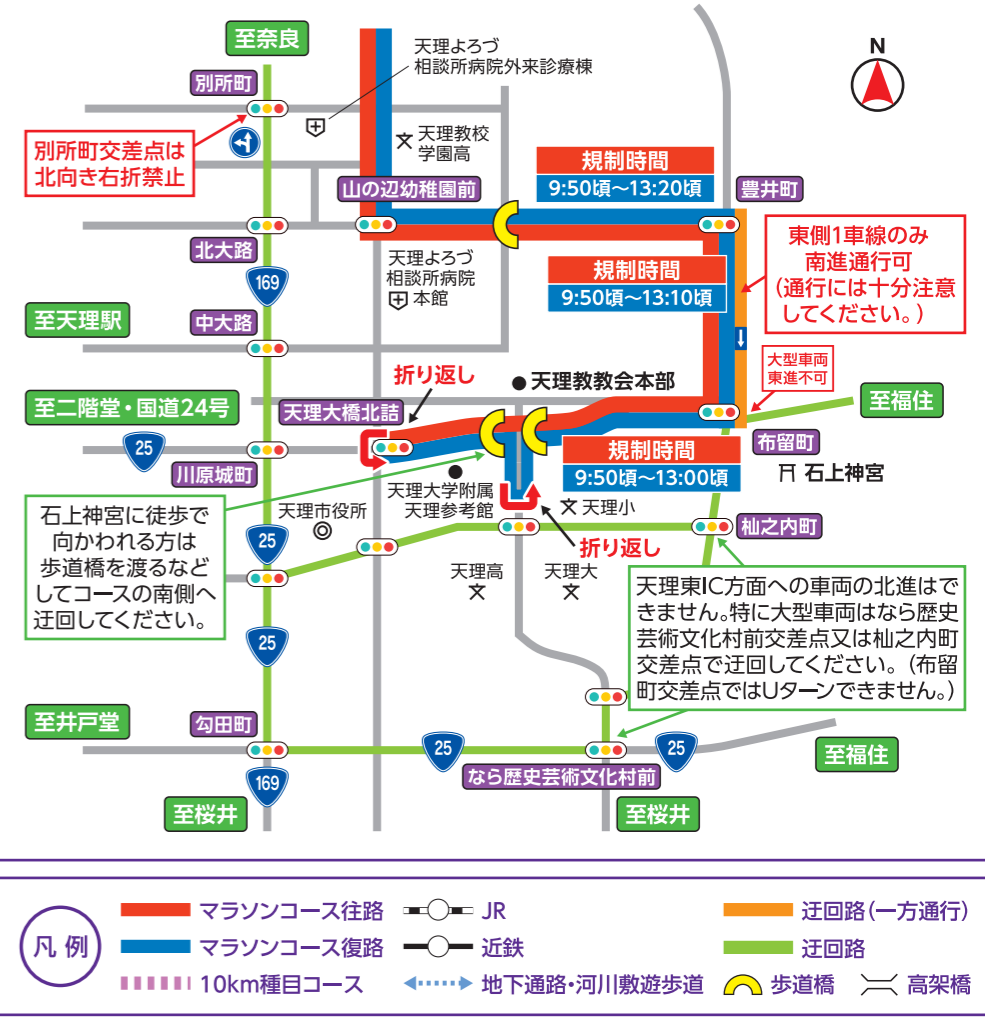 至奈良
別所町
天理よろづ
相談所病院外来診療棟
N
別所町交差点は
北向き右折禁止
文 天理教校
学園高
規制時間
9:50頃～13:20頃
山の辺幼稚園前
豊井町
北大路
169
天理よろづ
相談所病院
本館
規制時間
9:50頃～13:10頃
東側1車線のみ
南進通行可
(通行には十分注意
してください。)
至天理駅
中大路
大型車両
東進不可
折り返し
天理教教会本部
至二階堂・国道24号
天理大橋北詰
至福住
25
川原城町
規制時間
9:50頃～13:00頃
布留町
石上神宮
天理大学附属
天理参考館
石上神宮に徒歩で
向かわれる方は
歩道橋を渡るなど
してコースの南側へ
迂回してください。
天理市役所
文 天理小
杣之内町
25
折り返し
天理高
文
天理大
文
天理東IC方面への車両の北進はで
きません。特に大型車両はなら歴史
芸術文化村前交差点又は杣之内町
交差点で迂回してください。(布留
町交差点ではUターンできません。)
25
至井戸堂
勾田町
25
25
至福住
なら歴史芸術文化村前
169
至桜井
至桜井
凡例
マラソンコース往路
JR
迂回路(一方通行)
マラソンコース復路
近鉄
迂回路
10km種目コース
地下通路・河川敷遊歩道
歩道橋
高架橋